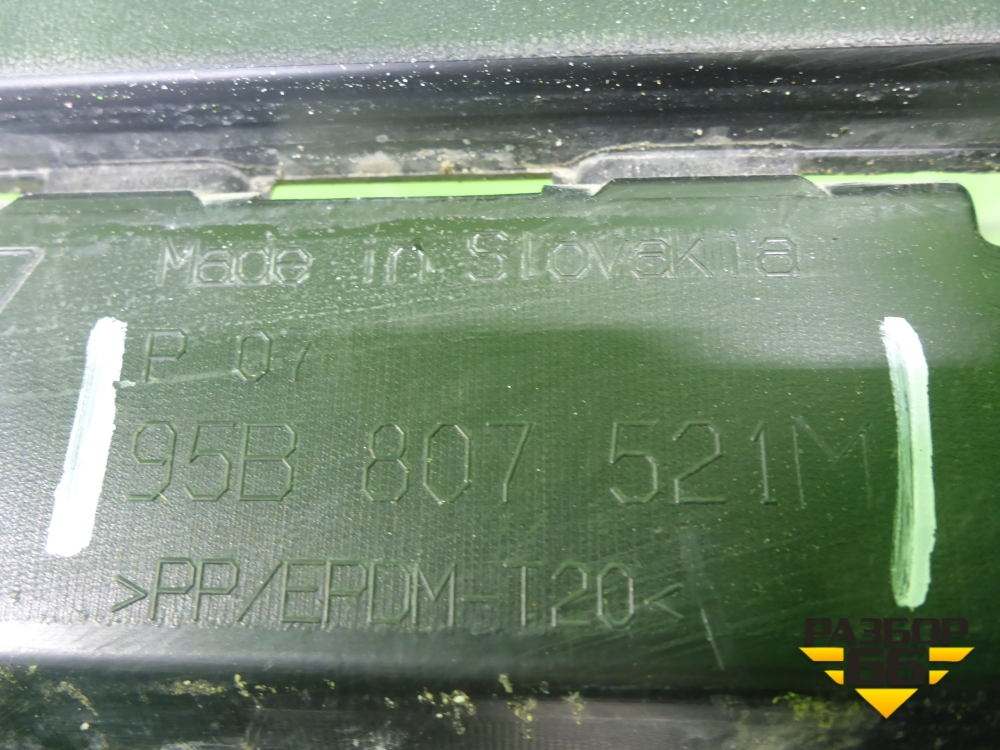 Made in Slovakia
P 07
95B 807 521M
>PP/EPDM-T20<
РАЗБОР
66